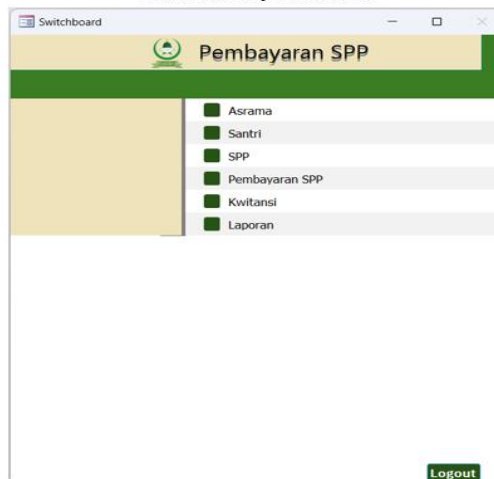 Switchboard
Pembayaran SPP
Asrama
Santri
SPP
Pembayaran SPP
Kwitansi
Laporan
Logout